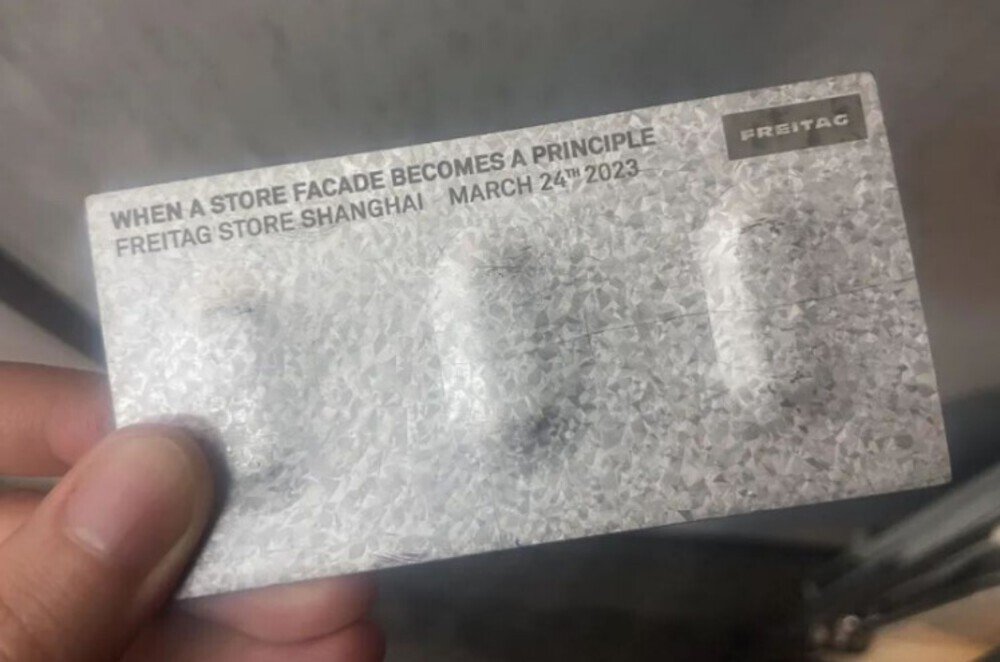 FREITAG
WHEN A STORE FACADE BECOMES A PRINCIPLE
FREITAG STORE SHANGHAI MARCH 24TH 2023